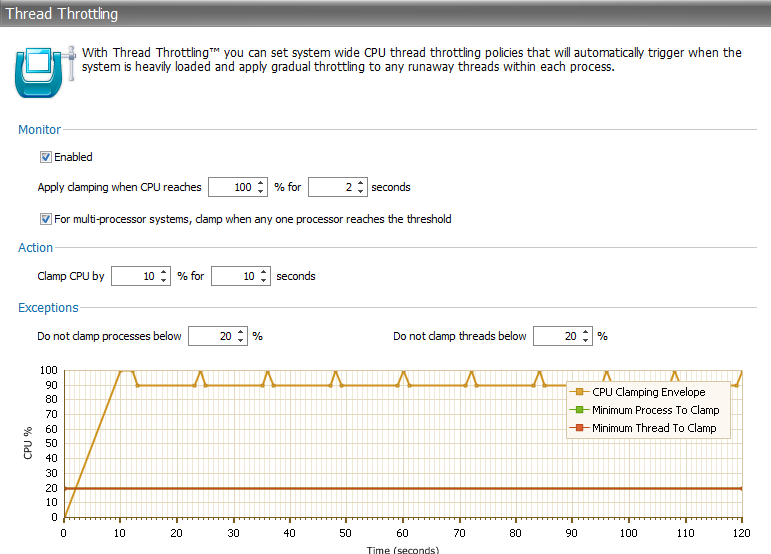 Thread Throttling
With Thread Throttling™ you can set system wide CPU thread throttling policies that will automatically trigger when the
system is heavily loaded and apply gradual throttling to any runaway threads within each process.
Monitor
Enabled
Apply clamping when CPU reaches 100 % for 2 seconds
For multi-processor systems, clamp when any one processor reaches the threshold
Action
Clamp CPU by 10 % for 10 seconds
Exceptions
Do not clamp processes below 20 % Do not clamp threads below 20 %
CPU %
100
90
80
70
60
50
40
30
20
10
0
CPU Clamping Envelope
Minimum Process To Clamp
Minimum Thread To Clamp
0 10 20 30 40 50 60 70 80 90 100 110 120
Time (seconds)